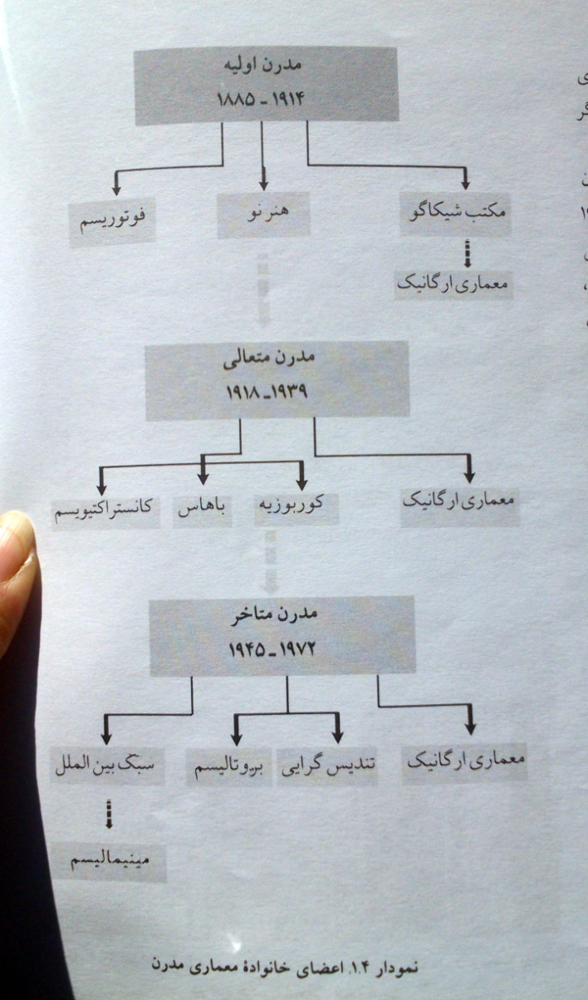 مدرن اولیه
۱۸۸۵ - ۱۹۱۴
مکتب شیکاگو
هنر نو
فوتوریسم
معماری ارگانیک
مدرن متعالی
۱۹۱۸ - ۱۹۳۹
معماری ارگانیک
کوربوزیه
باهاس
کانستراکتیویسم
مدرن متاخر
۱۹۴۵ - ۱۹۷۲
معماری ارگانیک
تندیس گرایی
بروتالیسم
سبک بین الملل
مینیمالیسم
نمودار ۱.۴. اعضای خانوادهٔ معماری مدرن